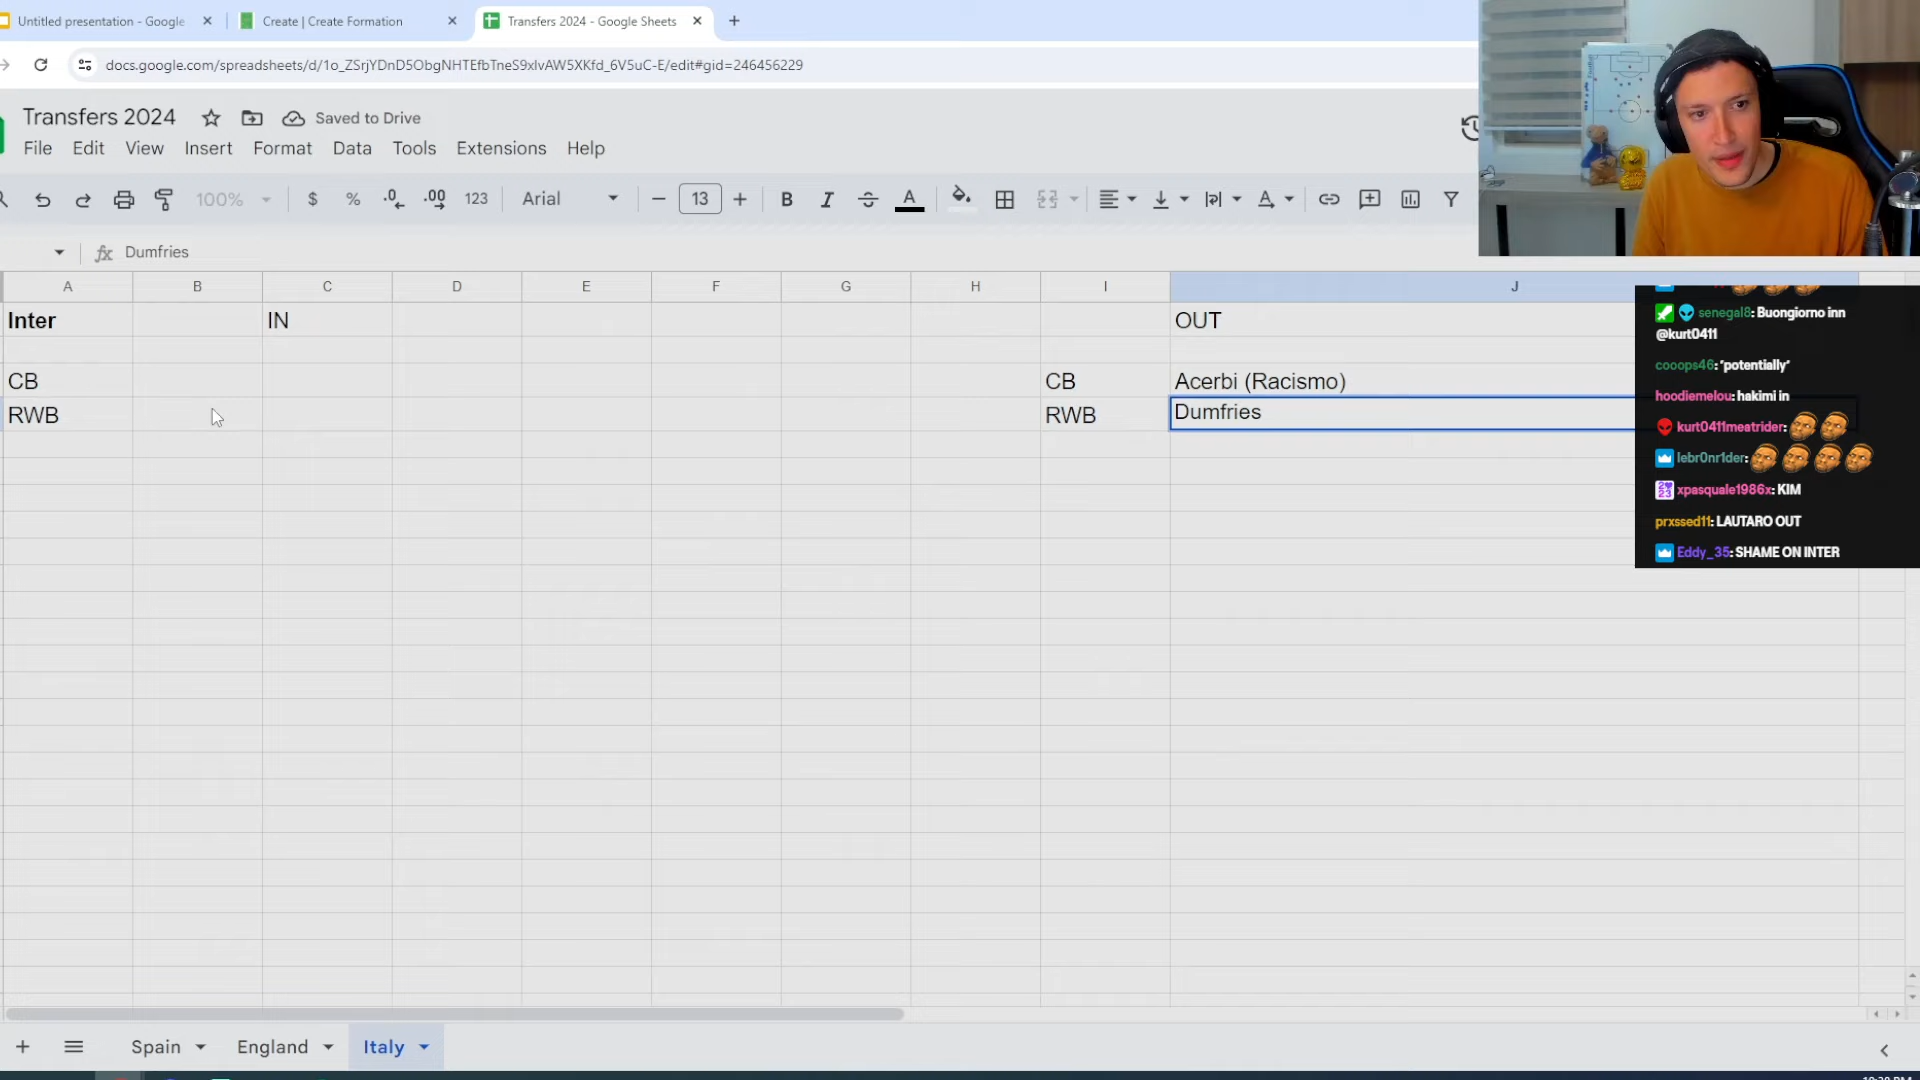 Untitled presentation - Google
Create | Create Formation
Transfers 2024 - Google Sheets
docs.google.com/spreadsheets/d/1o_ZSrjYDnD5ObgNHTEfbTneS9xlvAW5XKfd_6V5uC-E/edit#gid=246456229
Transfers 2024
Saved to Drive
File Edit View Insert Format Data Tools Extensions Help
100% $ % .0 .00 123 Arial 13 B I A
fx Dumfries
A B C D E F G H I J
Inter IN OUT
CB CB Acerbi (Racismo)
RWB RWB Dumfries
senegal8: Buongiorno inn
@kurt0411
cooops46: *potentially*
hoodiemelou: hakimi in
kurt0411meatrider:
lebr0nr1der:
xpasquale1986x: KIM
prxssed11: LAUTARO OUT
Eddy_35: SHAME ON INTER
Spain England Italy